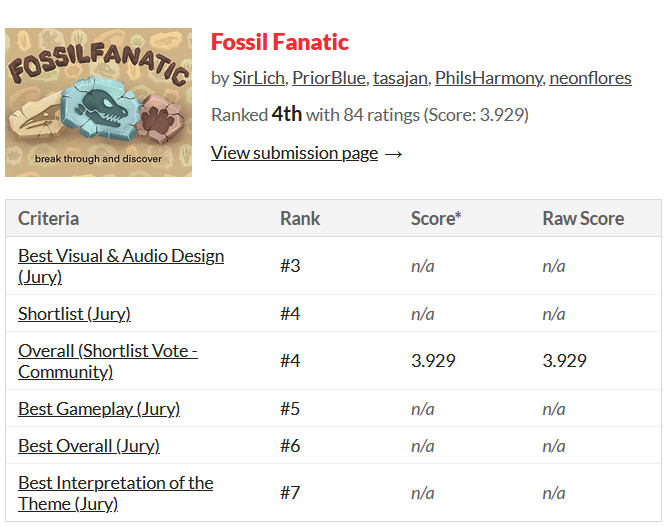 FOSSILFANATIC
break through and discover
Fossil Fanatic
by SirLich, PriorBlue, tasajan, PhilsHarmony, neonflores
Ranked 4th with 84 ratings (Score: 3.929)
View submission page →
Criteria Rank Score* Raw Score
Best Visual & Audio Design
(Jury) #3 n/a n/a
Shortlist (Jury) #4 n/a n/a
Overall (Shortlist Vote -
Community) #4 3.929 3.929
Best Gameplay (Jury) #5 n/a n/a
Best Overall (Jury) #6 n/a n/a
Best Interpretation of the
Theme (Jury) #7 n/a n/a